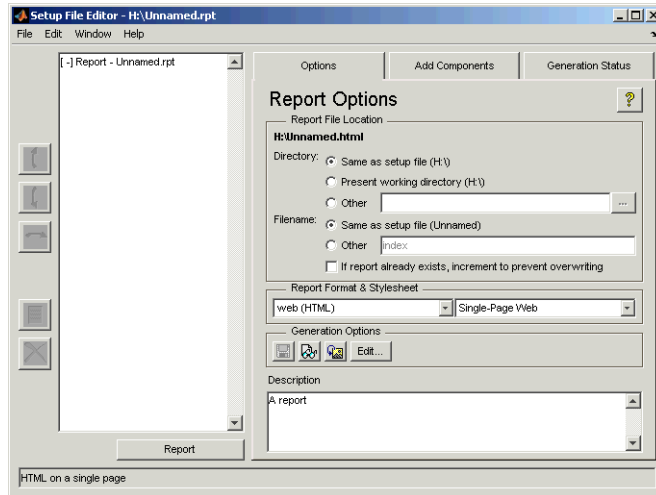 Setup File Editor - H:\Unnamed.rpt
File Edit Window Help
[ -] Report - Unnamed.rpt
Options Add Components Generation Status
Report Options
?
Report File Location
H:\Unnamed.html
Directory: Same as setup file (H:\)
Present working directory (H:\)
Other ...
Filename: Same as setup file (Unnamed)
Other index
If report already exists, increment to prevent overwriting
Report Format & Stylesheet
web (HTML) Single-Page Web
Generation Options
Edit...
Description
A report
Report
HTML on a single page